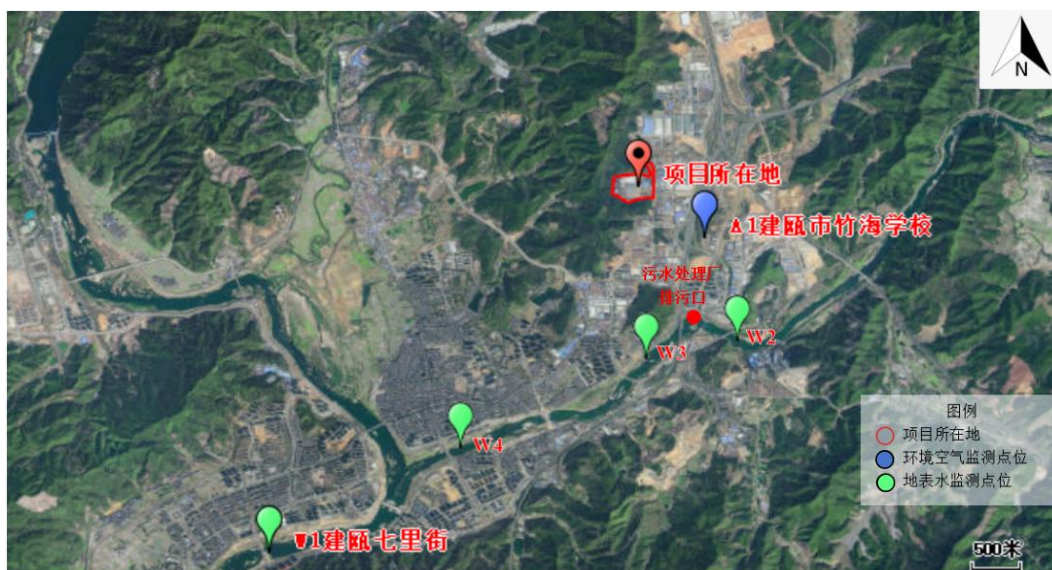 N
项目所在地
A1建瓯市竹海学校
污水处理厂
排污口
W2
W3
W4
W1建瓯七里街
图例
项目所在地
环境空气监测点位
地表水监测点位
500米